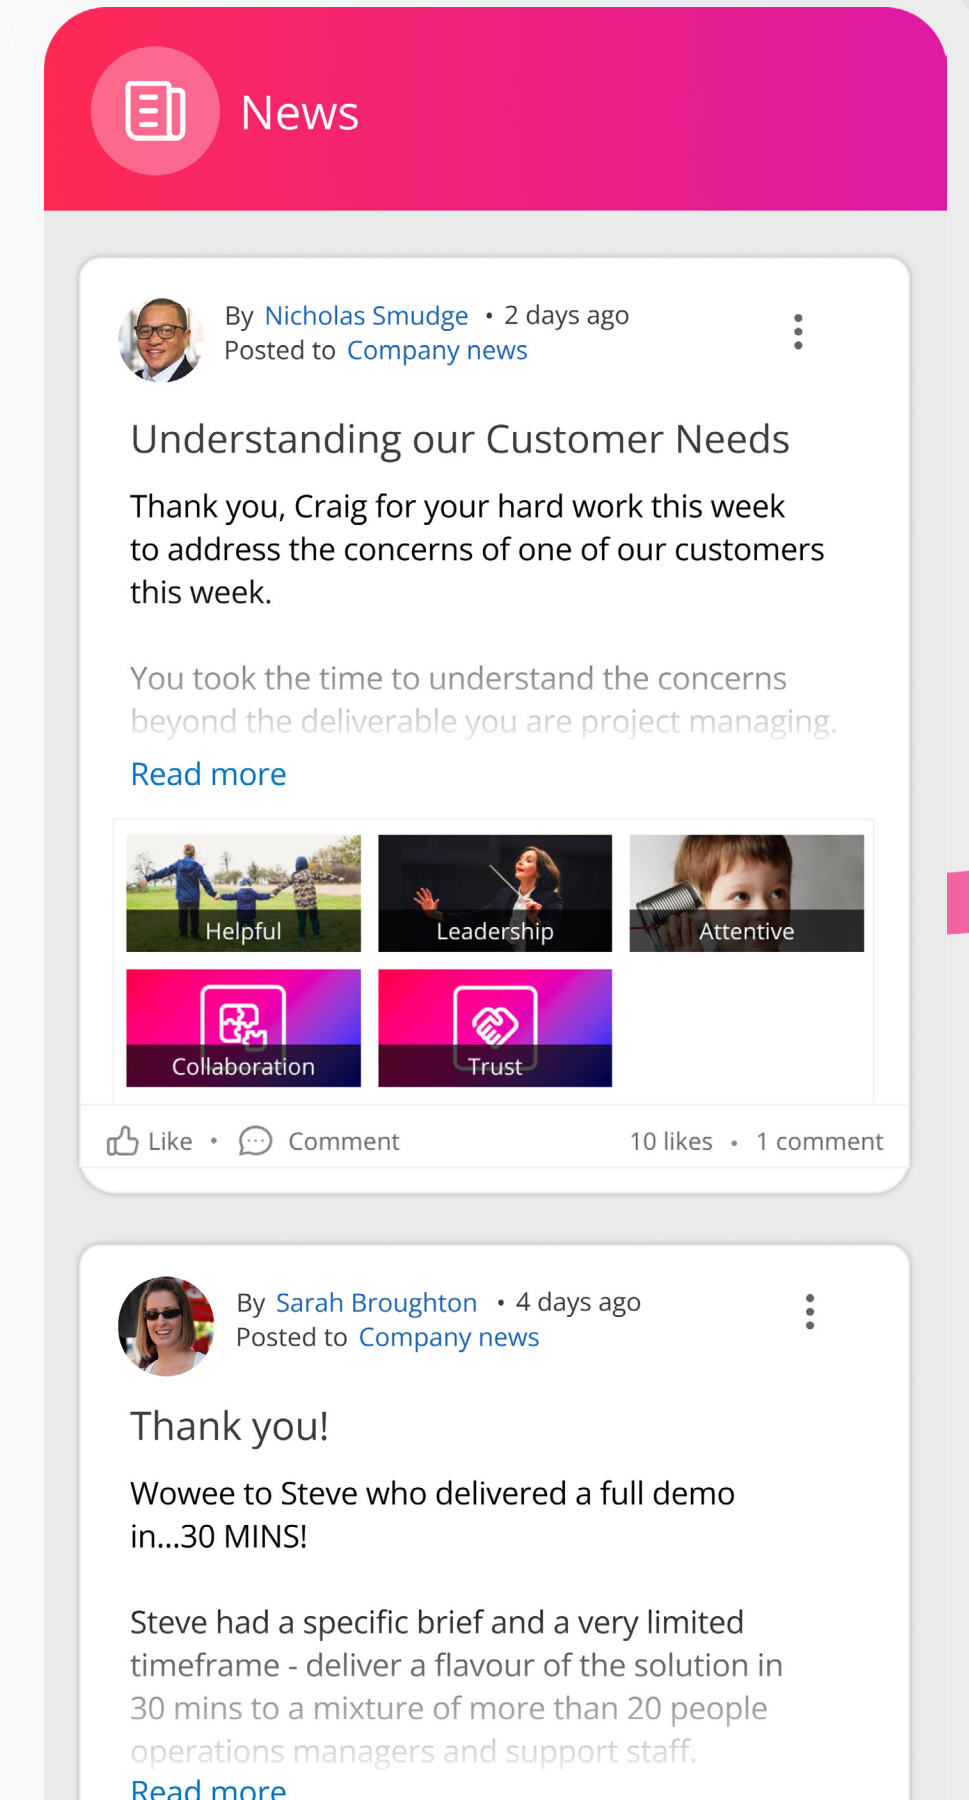 News
By Nicholas Smudge • 2 days ago
Posted to Company news
Understanding our Customer Needs
Thank you, Craig for your hard work this week
to address the concerns of one of our customers
this week.
You took the time to understand the concerns
beyond the deliverable you are project managing.
Read more
Helpful
Leadership
Attentive
Collaboration
Trust
Like • Comment
10 likes • 1 comment
By Sarah Broughton • 4 days ago
Posted to Company news
Thank you!
Wowee to Steve who delivered a full demo
in...30 MINS!
Steve had a specific brief and a very limited
timeframe - deliver a flavour of the solution in
30 mins to a mixture of more than 20 people
operations managers and support staff.
Read more